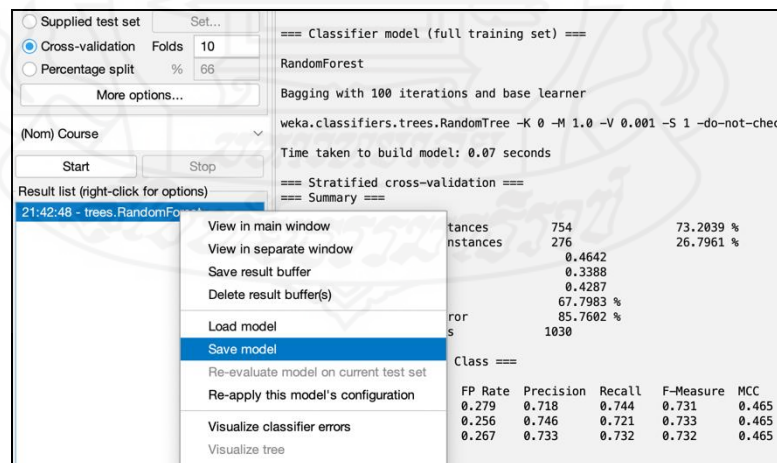 Supplied test set Set...
Cross-validation Folds 10
Percentage split % 66
More options...
(Nom) Course
Start Stop
Result list (right-click for options)
21:42:48 - trees.RandomForest
View in main window
View in separate window
Save result buffer
Delete result buffer(s)
Load model
Save model
Re-evaluate model on current test set
Re-apply this model's configuration
Visualize classifier errors
Visualize tree
=== Classifier model (full training set) ===
RandomForest
Bagging with 100 iterations and base learner
weka.classifiers.trees.RandomTree -K 0 -M 1.0 -V 0.001 -S 1 -do-not-chec
Time taken to build model: 0.07 seconds
=== Stratified cross-validation ===
=== Summary ===
tances 754 73.2039 %
nstances 276 26.7961 %
0.4642
0.3388
0.4287
67.7983 %
ror 85.7602 %
s 1030
Class ===
FP Rate Precision Recall F-Measure MCC
0.279 0.718 0.744 0.731 0.465
0.256 0.746 0.721 0.733 0.465
0.267 0.733 0.732 0.732 0.465